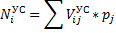 N_i^{УС} = ∑ V_{ij}^{УС} * p_j